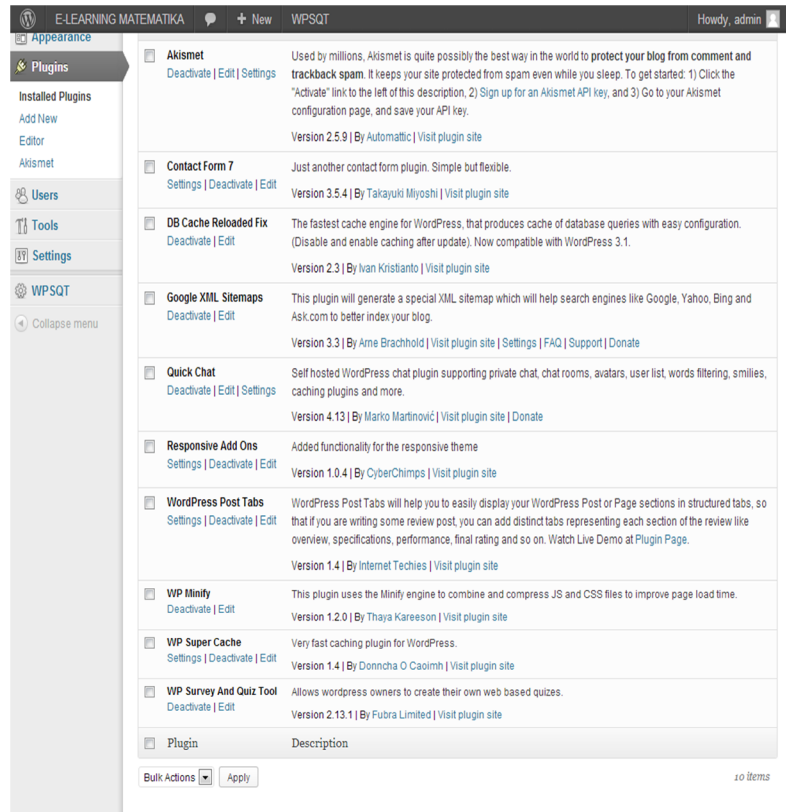 E-LEARNING MATEMATIKA + New WPSQT Howdy, admin
Appearance
Plugins
Installed Plugins
Add New
Editor
Akismet
Users
Tools
Settings
WPSQT
Collapse menu
Akismet
Deactivate | Edit | Settings
Used by millions, Akismet is quite possibly the best way in the world to protect your blog from comment and
trackback spam. It keeps your site protected from spam even while you sleep. To get started: 1) Click the
"Activate" link to the left of this description, 2) Sign up for an Akismet API key, and 3) Go to your Akismet
configuration page, and save your API key.
Version 2.5.9 | By Automattic | Visit plugin site
Contact Form 7
Settings | Deactivate | Edit
Just another contact form plugin. Simple but flexible.
Version 3.5.4 | By Takayuki Miyoshi | Visit plugin site
DB Cache Reloaded Fix
Deactivate | Edit
The fastest cache engine for WordPress, that produces cache of database queries with easy configuration.
(Disable and enable caching after update). Now compatible with WordPress 3.1.
Version 2.3 | By Ivan Kristianto | Visit plugin site
Google XML Sitemaps
Deactivate | Edit
This plugin will generate a special XML sitemap which will help search engines like Google, Yahoo, Bing and
Ask.com to better index your blog.
Version 3.3 | By Arne Brachhold | Visit plugin site | Settings | FAQ | Support | Donate
Quick Chat
Deactivate | Edit | Settings
Self hosted WordPress chat plugin supporting private chat, chat rooms, avatars, user list, words filtering, smilies,
caching plugins and more.
Version 4.13 | By Marko Martinović | Visit plugin site | Donate
Responsive Add Ons
Settings | Deactivate | Edit
Added functionality for the responsive theme
Version 1.0.4 | By CyberChimps | Visit plugin site
WordPress Post Tabs
Settings | Deactivate | Edit
WordPress Post Tabs will help you to easily display your WordPress Post or Page sections in structured tabs, so
that if you are writing some review post, you can add distinct tabs representing each section of the review like
overview, specifications, performance, final rating and so on. Watch Live Demo at Plugin Page.
Version 1.4 | By Internet Techies | Visit plugin site
WP Minify
Deactivate | Edit
This plugin uses the Minify engine to combine and compress JS and CSS files to improve page load time.
Version 1.2.0 | By Thaya Kareeson | Visit plugin site
WP Super Cache
Settings | Deactivate | Edit
Very fast caching plugin for WordPress.
Version 1.4 | By Donncha O Caoimh | Visit plugin site
WP Survey And Quiz Tool
Deactivate | Edit
Allows wordpress owners to create their own web based quizes.
Version 2.13.1 | By Fubra Limited | Visit plugin site
Plugin Description
Bulk Actions Apply 10 items